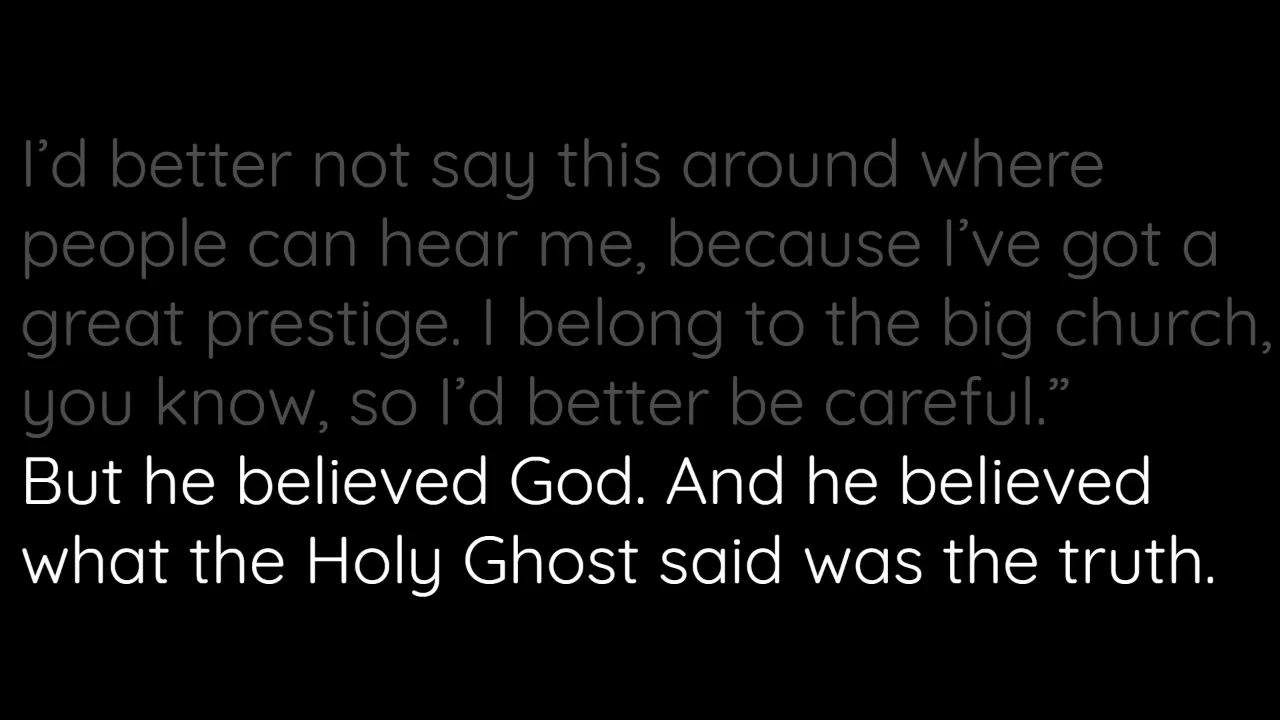 I’d better not say this around where
people can hear me, because I’ve got a
great prestige. I belong to the big church,
you know, so I’d better be careful.”
But he believed God. And he believed
what the Holy Ghost said was the truth.